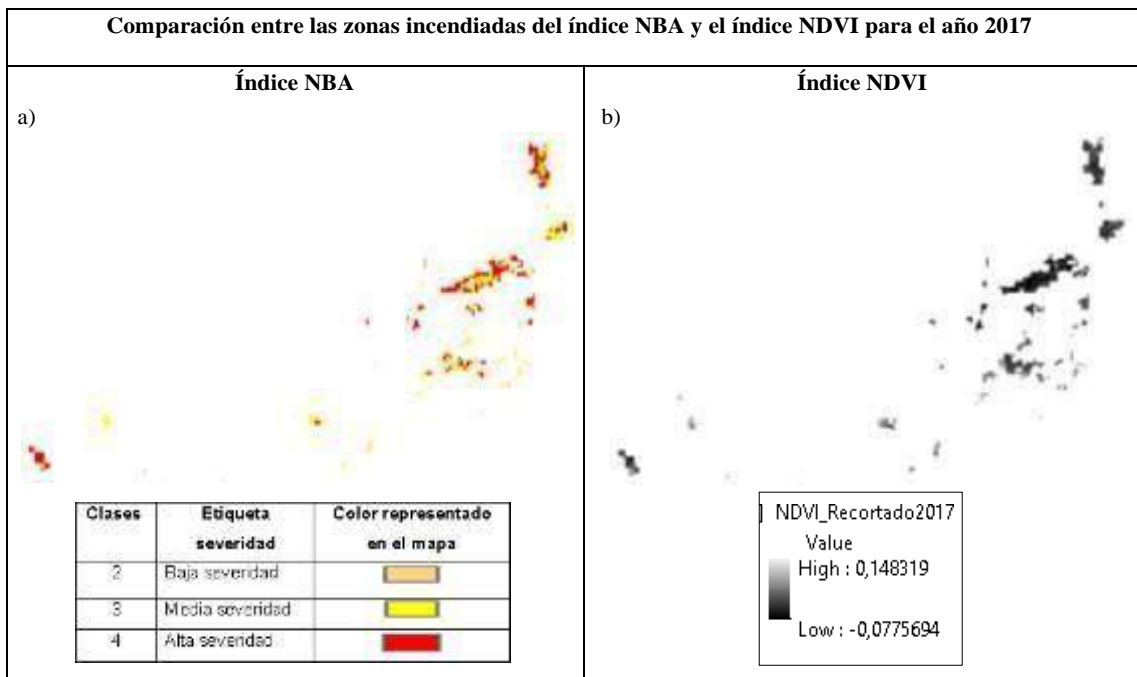 Comparación entre las zonas incendiadas del índice NBA y el índice NDVI para el año 2017
Índice NBA
Índice NDVI
a)
b)
Clases
Etiqueta severidad
Color representado en el mapa
2
Baja severidad
3
Media severidad
4
Alta severidad
NDVI_Recortado2017
Value
High : 0,148319
Low : -0,0775694